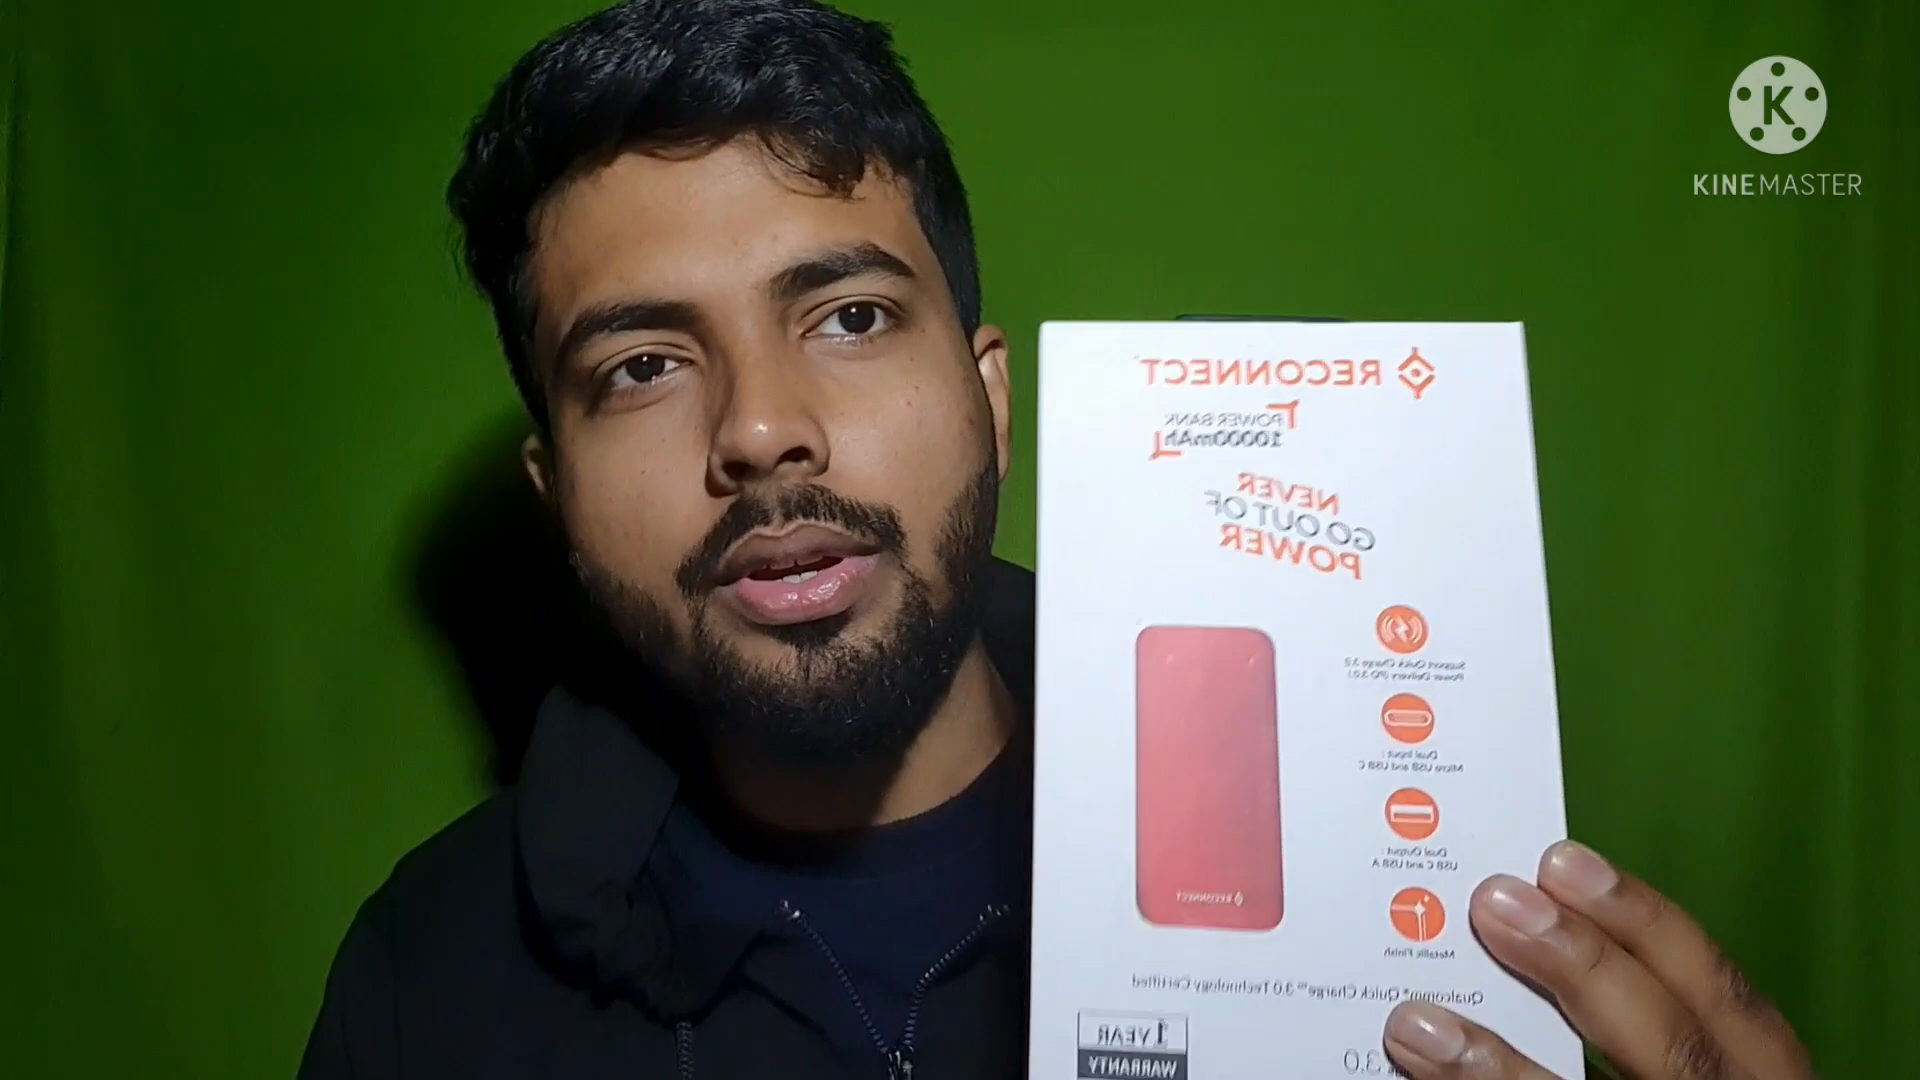 KINEMASTER
RECONNECT
POWER BANK
10000mAh
NEVER
GO OUT OF
POWER
Support Quick Charge 3.0
Power Delivery (PD 3.0)
Dual Input :
Micro USB and USB C
Dual Output :
USB C and USB A
Metallic Finish
RECONNECT
Qualcomm® Quick Charge™ 3.0 Technology Certified
1 YEAR
WARRANTY
3.0